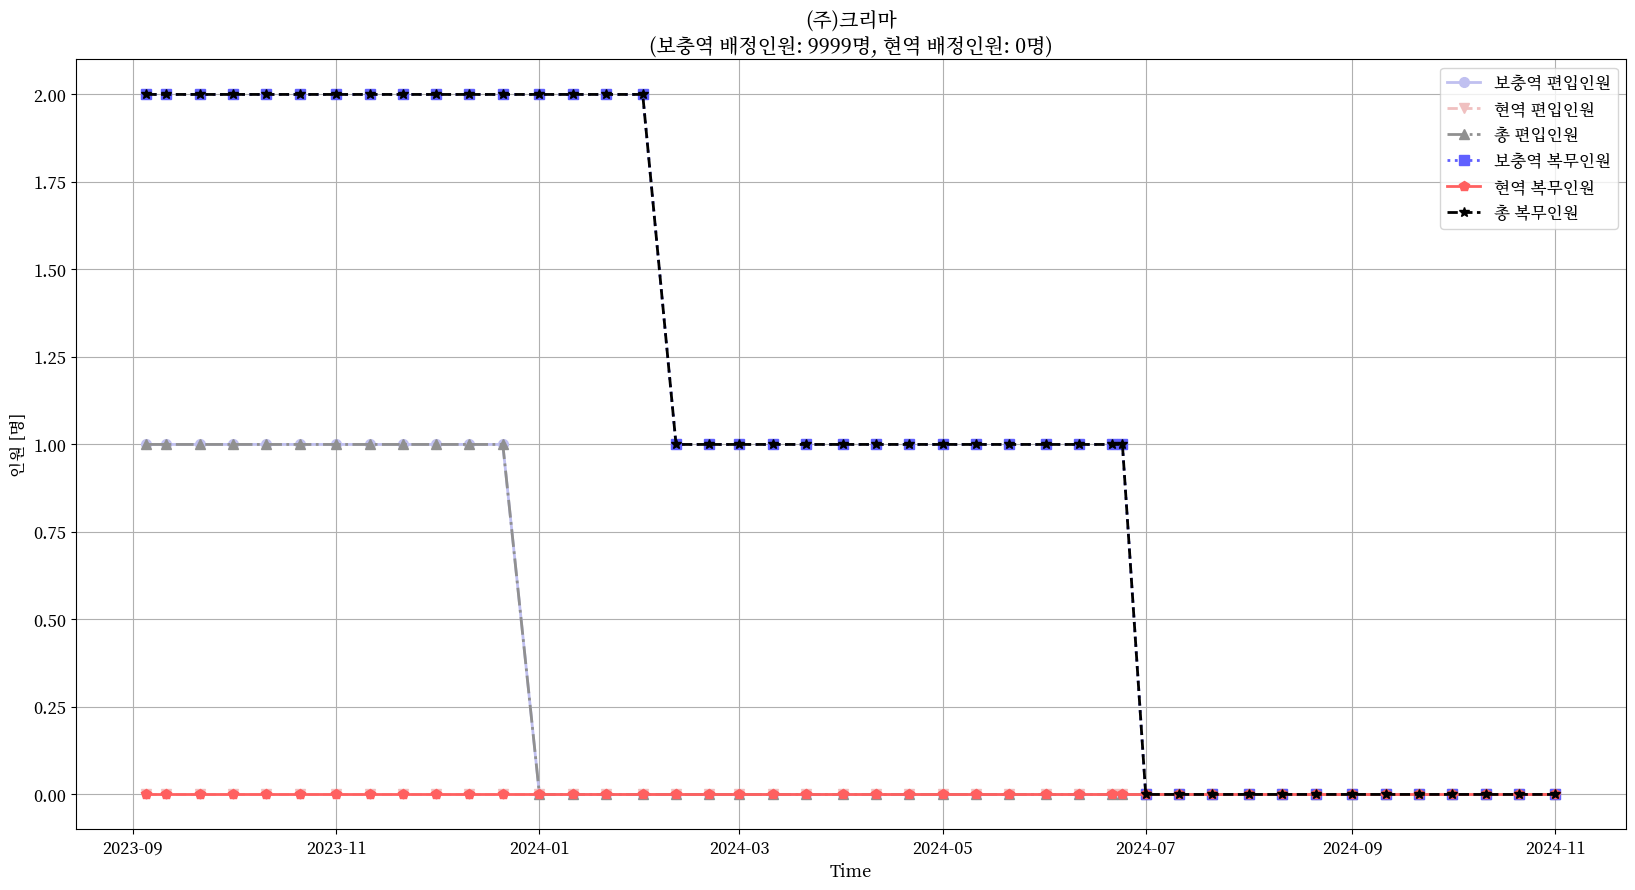 (주)크리마
(보충역 배정인원: 9999명, 현역 배정인원: 0명)
보충역 편입인원
현역 편입인원
총 편입인원
보충역 복무인원
현역 복무인원
총 복무인원
인원 [명]
2.00
1.75
1.50
1.25
1.00
0.75
0.50
0.25
0.00
2023-09
2023-11
2024-01
2024-03
2024-05
2024-07
2024-09
2024-11
Time